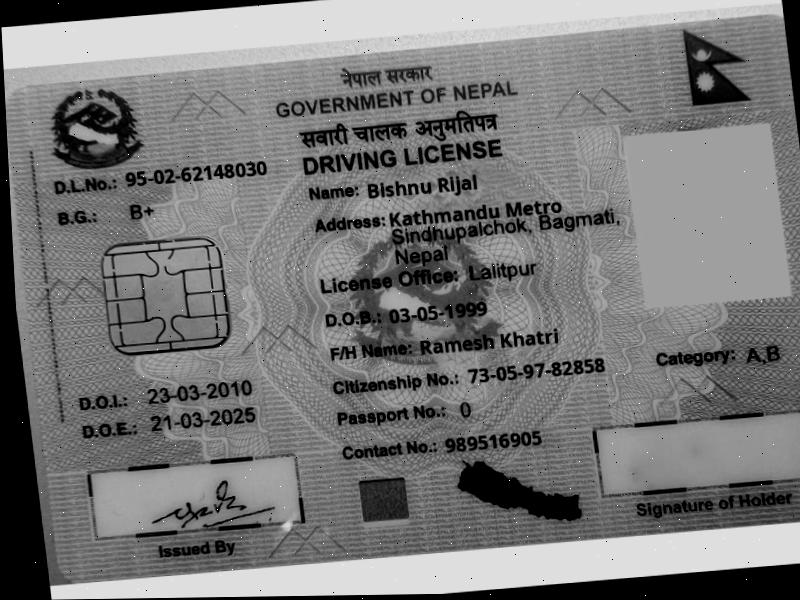 नेपाल सरकार
GOVERNMENT OF NEPAL
सवारी चालक अनुमतिपत्र
DRIVING LICENSE
D.L.No.: 95-02-62148030
B.G.: B+
Name: Bishnu Rijal
Address: Kathmandu Metro
Sindhupalchok, Bagmati,
Nepal
License Office: Lalitpur
D.O.B.: 03-05-1999
F/H Name: Ramesh Khatri
Citizenship No.: 73-05-97-82858
Category: A,B
Passport No.: 0
Contact No.: 989516905
D.O.I.: 23-03-2010
D.O.E.: 21-03-2025
Issued By
Signature of Holder